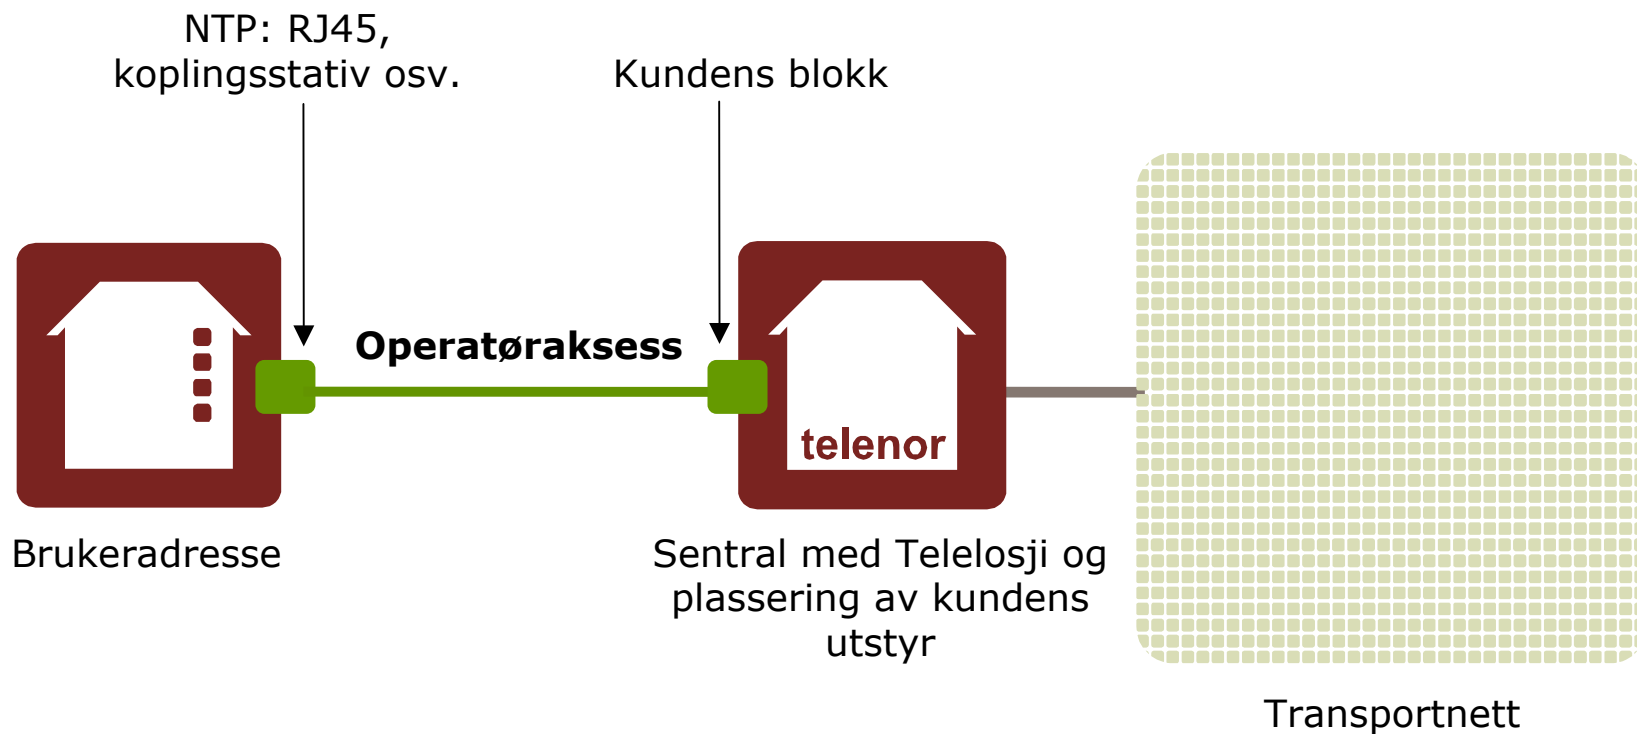 NTP: RJ45,
koplingsstativ osv.
Kundens blokk
Operatøraksess
telenor
Brukeradresse
Sentral med Telelosji og
plassering av kundens
utstyr
Transportnett